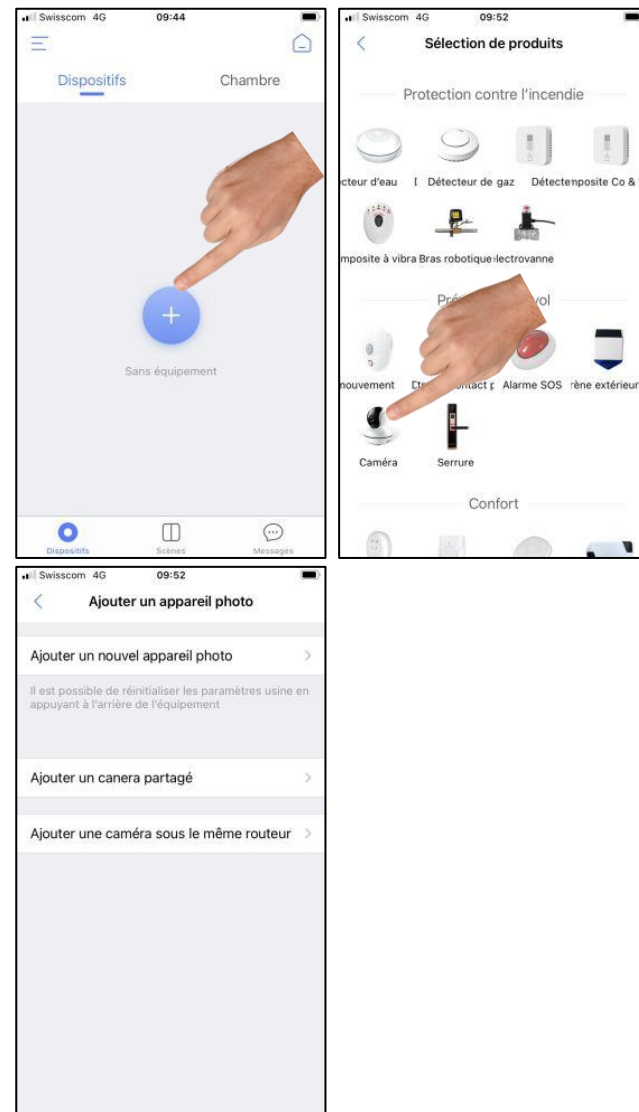 Swisscom 4G 09:44
Dispositifs Chambre
+
Sans équipement
Dispositifs Scènes Messages
Swisscom 4G 09:52
Sélection de produits
Protection contre l'incendie
cteur d'eau Détecteur de gaz Détecte mposite Co &
mposite à vibra Bras robotique lectrovanne
vol
mouvement ntact Alarme SOS rène extérieur
Caméra Serrure
Confort
Swisscom 4G 09:52
Ajouter un appareil photo
Ajouter un nouvel appareil photo
Il est possible de réinitialiser les paramètres usine en
appuyant à l'arrière de l'équipement
Ajouter un canera partagé
Ajouter une caméra sous le même routeur